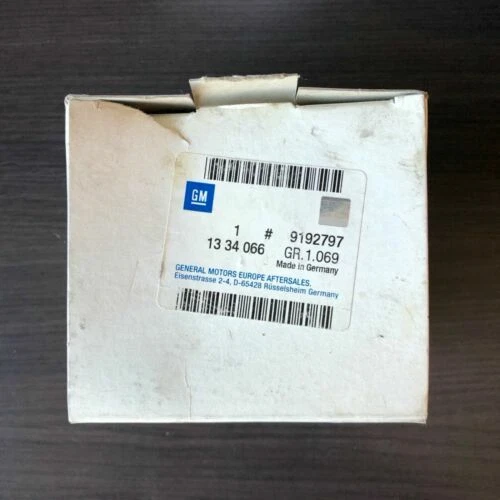 GM
1 # 9192797
13 34 066 GR.1.069
Made in Germany
GENERAL MOTORS EUROPE AFTERSALES.
Eisenstrasse 2-4, D-65428 Rüsselsheim Germany